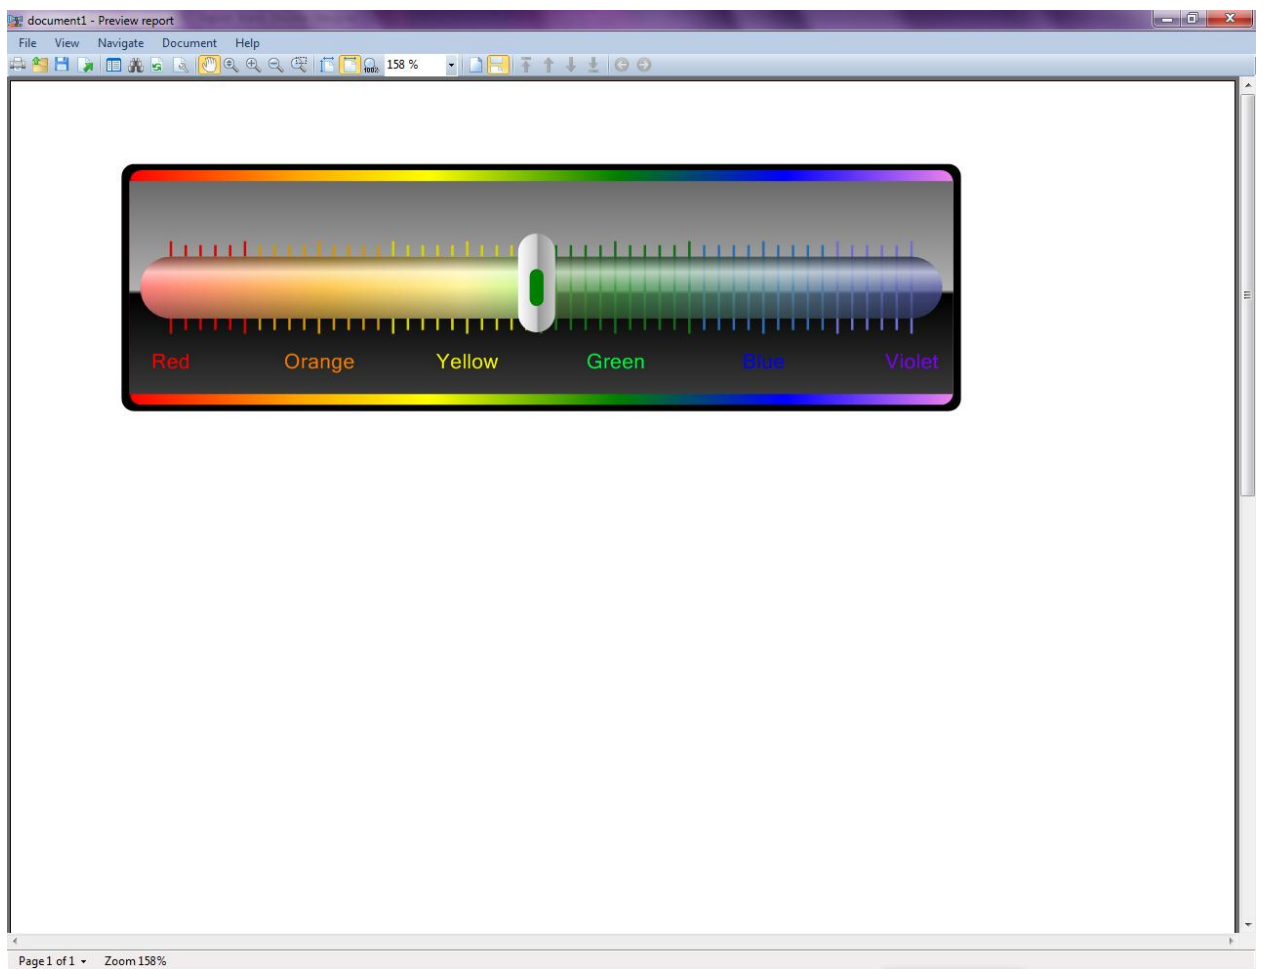 document1 - Preview report
File View Navigate Document Help
100% 158 %
Red Orange Yellow Green Blue Violet
Page 1 of 1 Zoom 158%